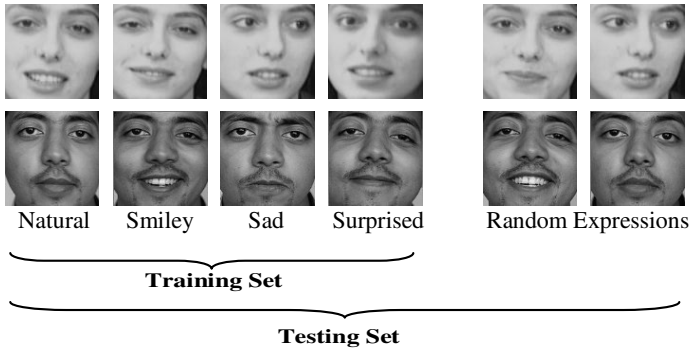 Natural Smiley Sad Surprised Random Expressions
Training Set
Testing Set